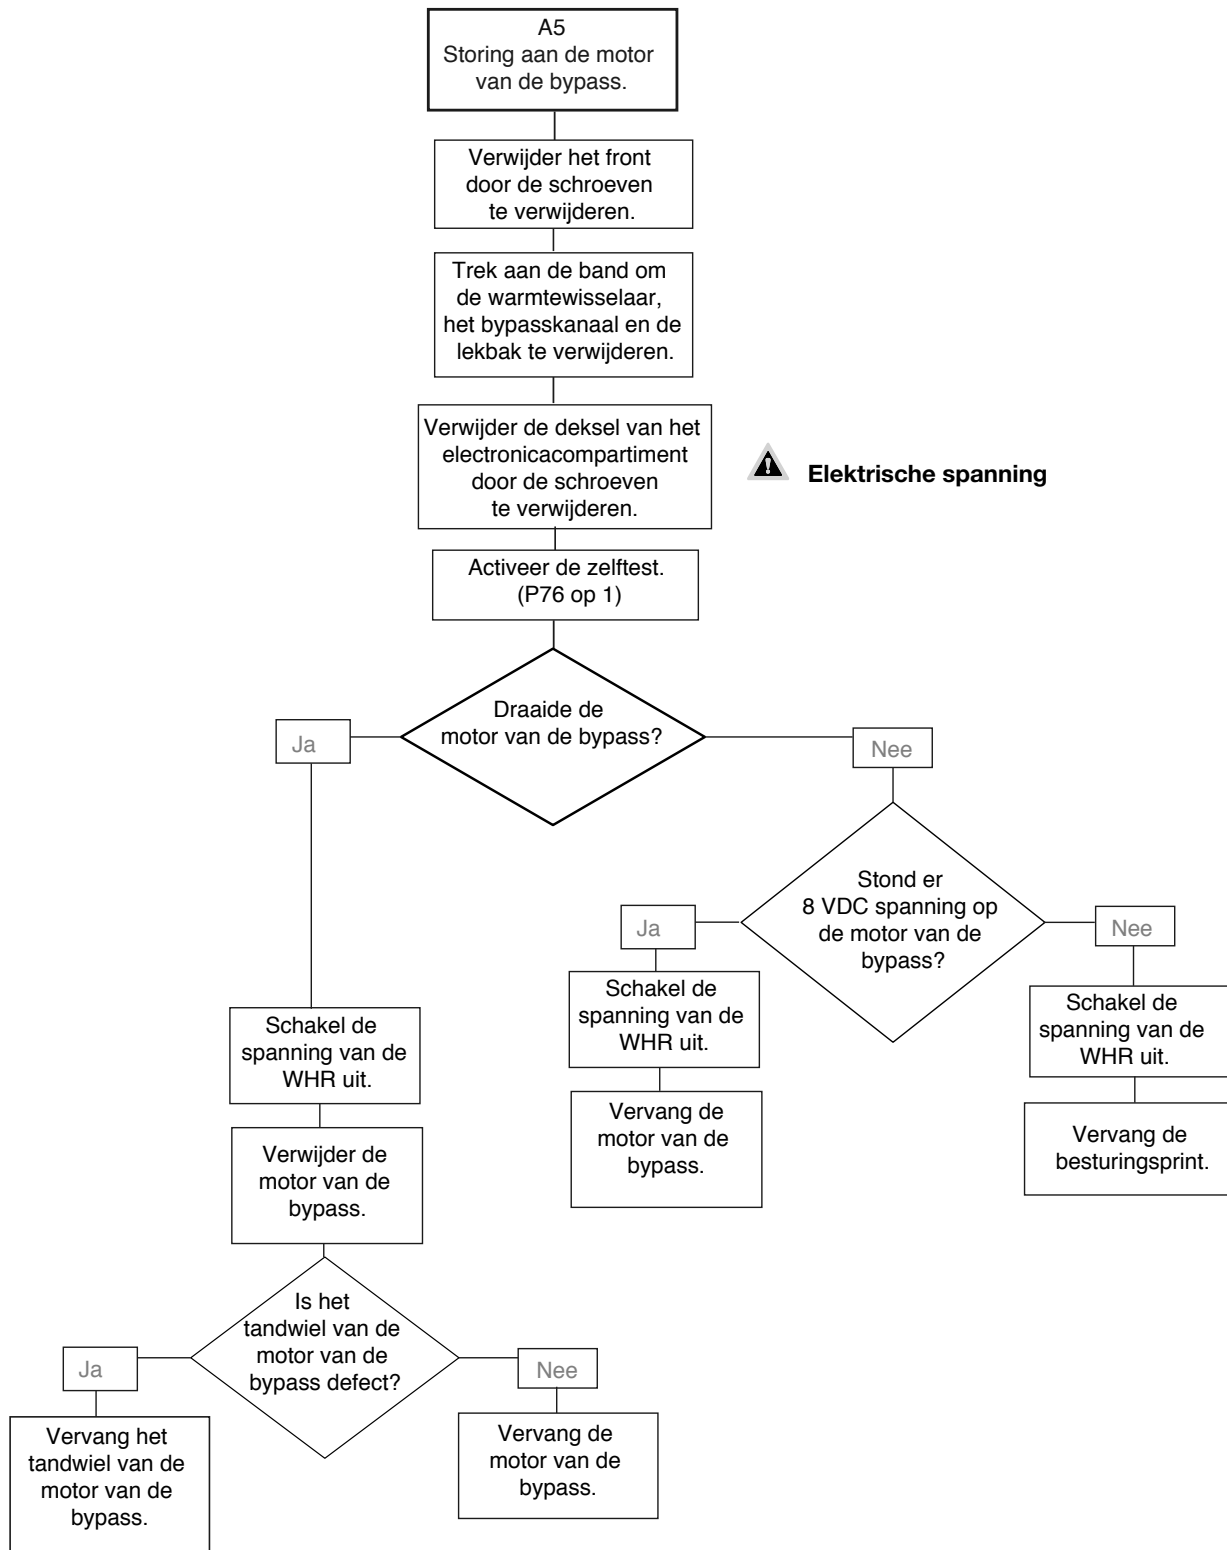 A5
Storing aan de motor
van de bypass.
Verwijder het front
door de schroeven
te verwijderen.
Trek aan de band om
de warmtewisselaar,
het bypasskanaal en de
lekbak te verwijderen.
Verwijder de deksel van het
electronicacompartiment
door de schroeven
te verwijderen.
Elektrische spanning
Activeer de zelftest.
(P76 op 1)
Draaide de
motor van de bypass?
Ja
Nee
Stond er
8 VDC spanning op
de motor van de
bypass?
Ja
Nee
Schakel de
spanning van de
WHR uit.
Schakel de
spanning van de
WHR uit.
Schakel de
spanning van de
WHR uit.
Vervang de
motor van de
bypass.
Vervang de
besturingsprint.
Verwijder de
motor van de
bypass.
Is het
tandwiel van de
motor van de
bypass defect?
Ja
Nee
Vervang het
tandwiel van de
motor van de
bypass.
Vervang de
motor van de
bypass.